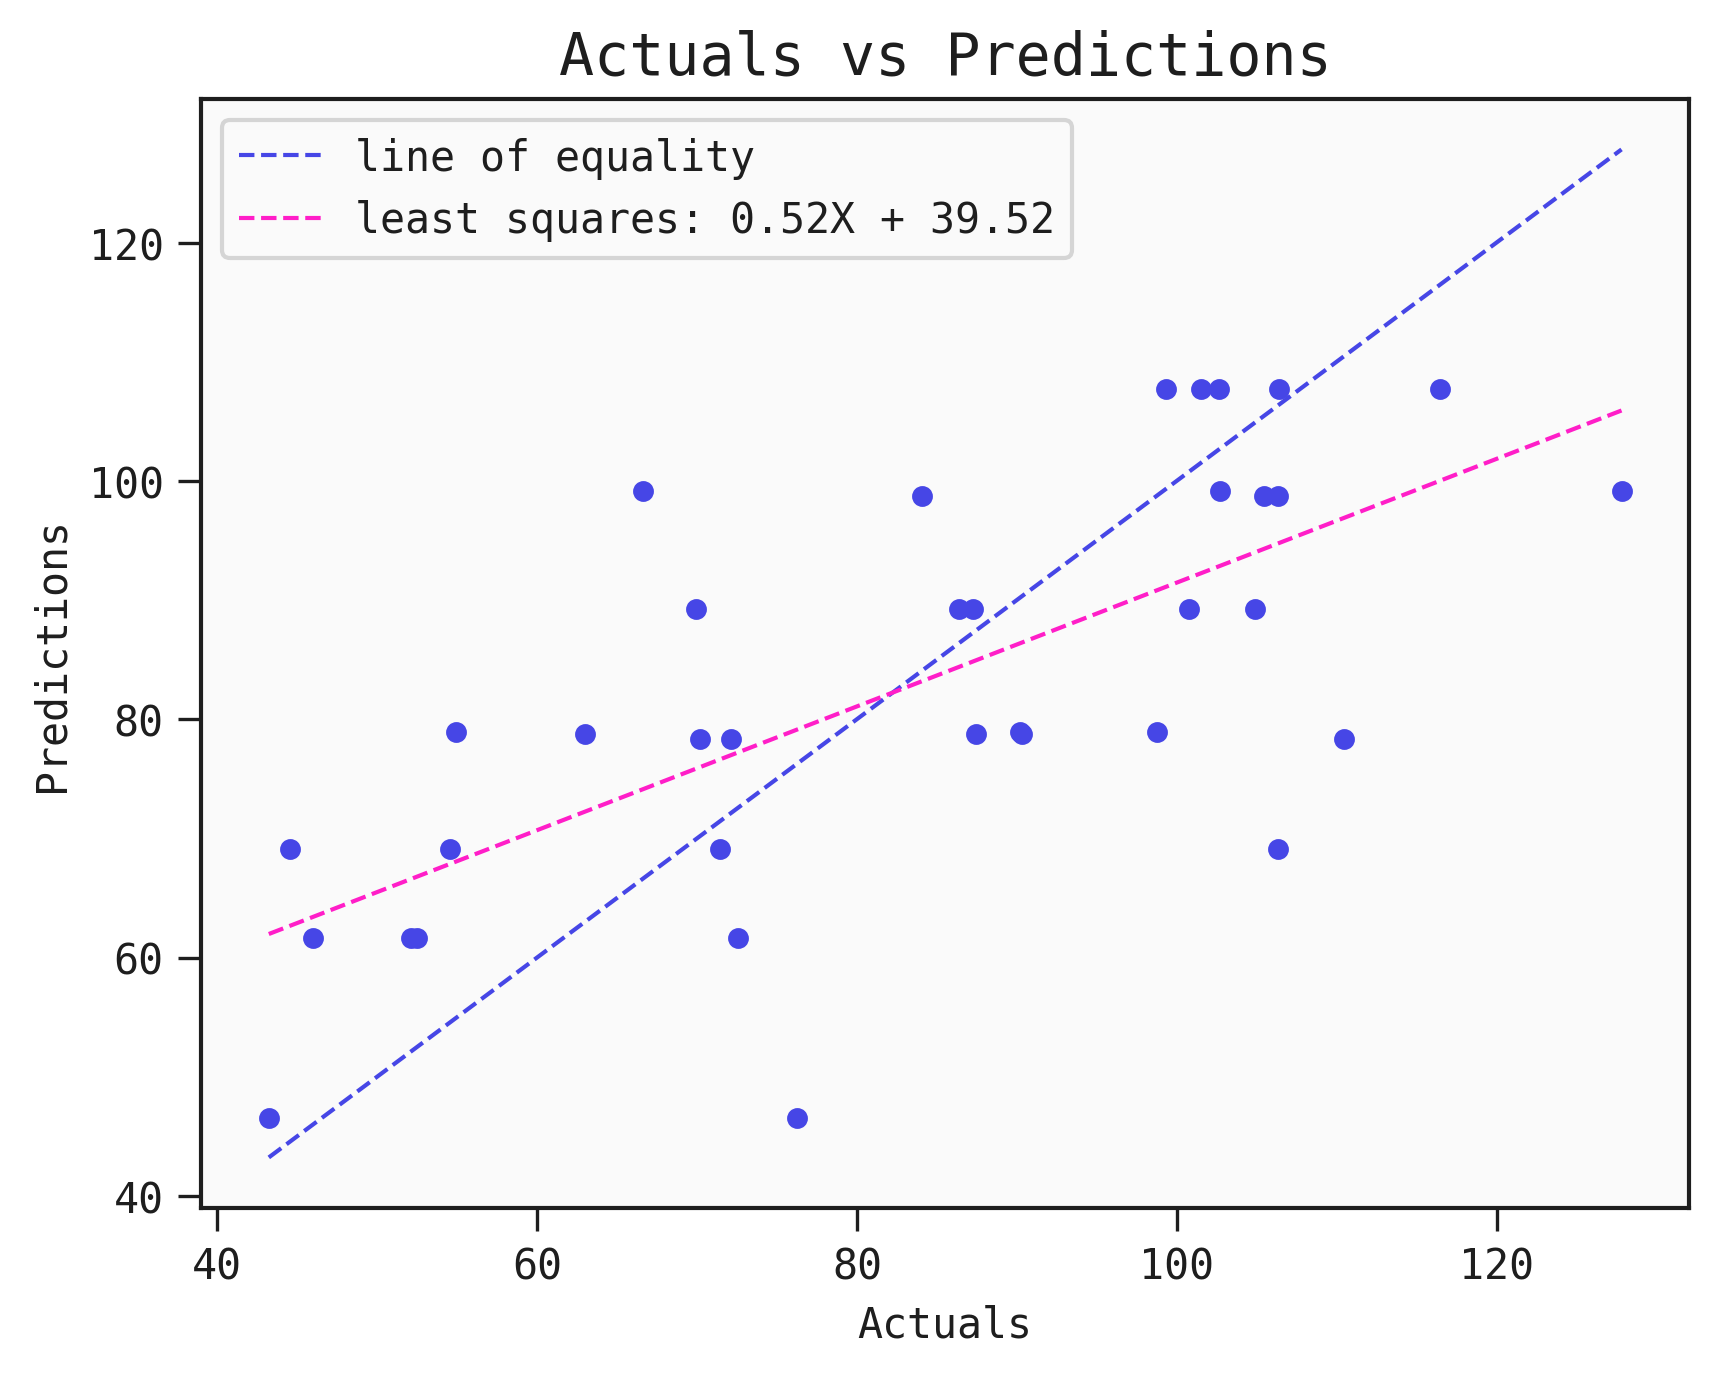 Actuals vs Predictions
line of equality
least squares: 0.52X + 39.52
Predictions
120
100
80
60
40
40 60 80 100 120
Actuals